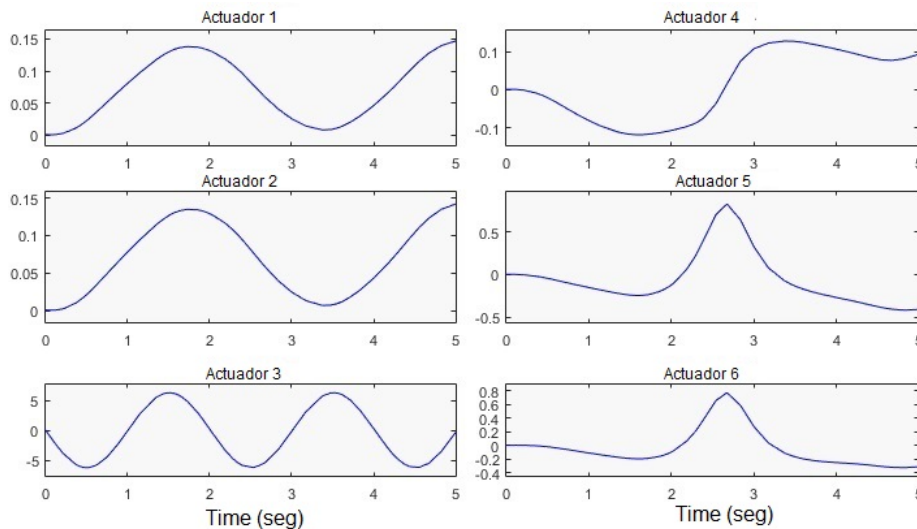 Actuador 1
0.15
0.1
0.05
0
0 1 2 3 4 5
Actuador 2
0.15
0.1
0.05
0
0 1 2 3 4 5
Actuador 3
5
0
-5
0 1 2 3 4 5
Time (seg)
Actuador 4
0.1
0
-0.1
0 1 2 3 4 5
Actuador 5
0.5
0
-0.5
0 1 2 3 4 5
Actuador 6
0.8
0.6
0.4
0.2
0
-0.2
-0.4
0 1 2 3 4 5
Time (seg)